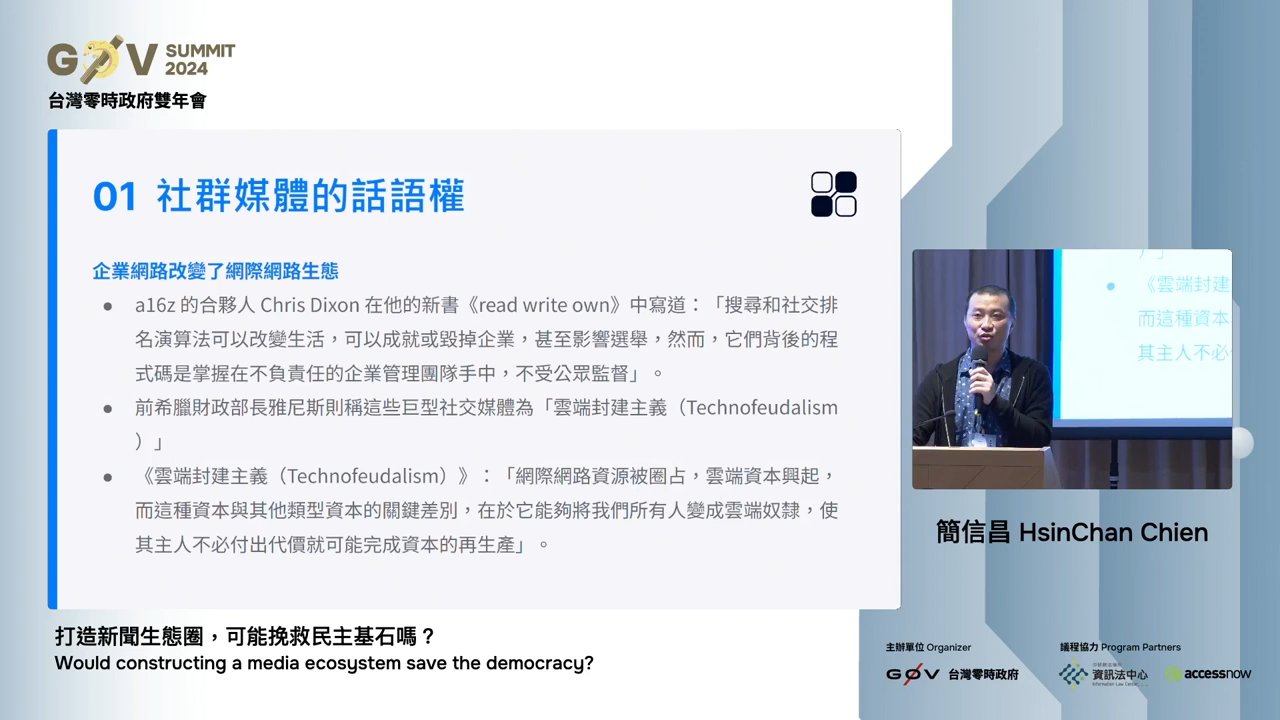 G0V SUMMIT 2024
台灣零時政府雙年會
01 社群媒體的話語權
企業網路改變了網際網路生態
● a16z 的合夥人 Chris Dixon 在他的新書《read write own》中寫道：「搜尋和社交排
名演算法可以改變生活，可以成就或毀掉企業，甚至影響選舉，然而，它們背後的程
式碼是掌握在不負責任的企業管理團隊手中，不受公眾監督」。
● 前希臘財政部長雅尼斯則稱這些巨型社交媒體為「雲端封建主義（Technofeudalism
）」
● 《雲端封建主義（Technofeudalism）》：「網際網路資源被圈占，雲端資本興起，
而這種資本與其他類型資本的關鍵差別，在於它能夠將我們所有人變成雲端奴隸，使
其主人不必付出代價就可能完成資本的再生產」。
）」
● 《雲端封建
而這種資本
其主人不必
簡信昌 HsinChan Chien
打造新聞生態圈，可能挽救民主基石嗎？
Would constructing a media ecosystem save the democracy?
主辦單位 Organizer
G0V 台灣零時政府
議程協力 Program Partners
資訊法中心
Information Law Center
accessnow